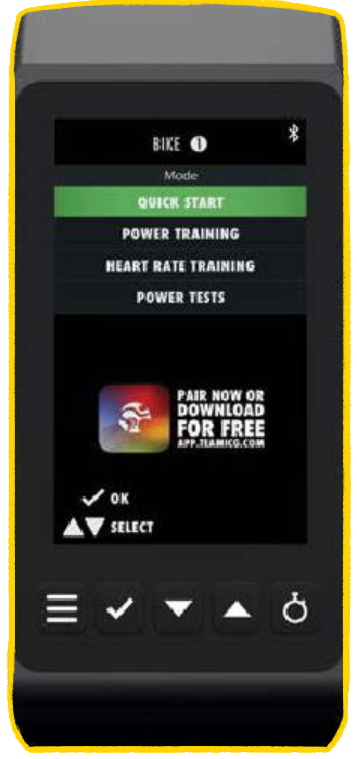 BIKE 1
Mode
QUICK START
POWER TRAINING
HEART RATE TRAINING
POWER TESTS
PAIR NOW OR
DOWNLOAD
FOR FREE
APP.TEAMICG.COM
OK
SELECT